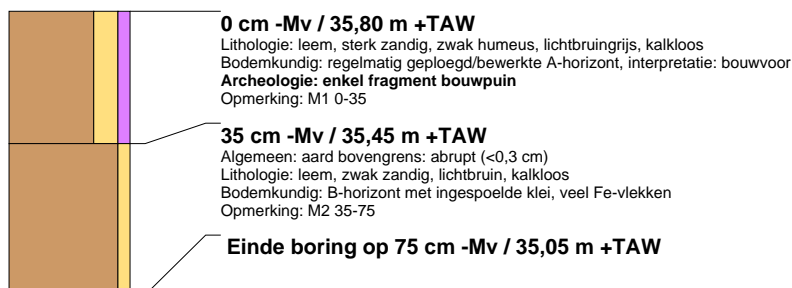 0 cm -Mv / 35,80 m +TAW
Lithologie: leem, sterk zandig, zwak humeus, lichtbruingrijs, kalkloos
Bodemkundig: regelmatig geploegd/bewerkte A-horizont, interpretatie: bouwvoor
Archeologie: enkel fragment bouwpuin
Opmerking: M1 0-35
35 cm -Mv / 35,45 m +TAW
Algemeen: aard bovengrens: abrupt (<0,3 cm)
Lithologie: leem, zwak zandig, lichtbruin, kalkloos
Bodemkundig: B-horizont met ingespoelde klei, veel Fe-vlekken
Opmerking: M2 35-75
Einde boring op 75 cm -Mv / 35,05 m +TAW